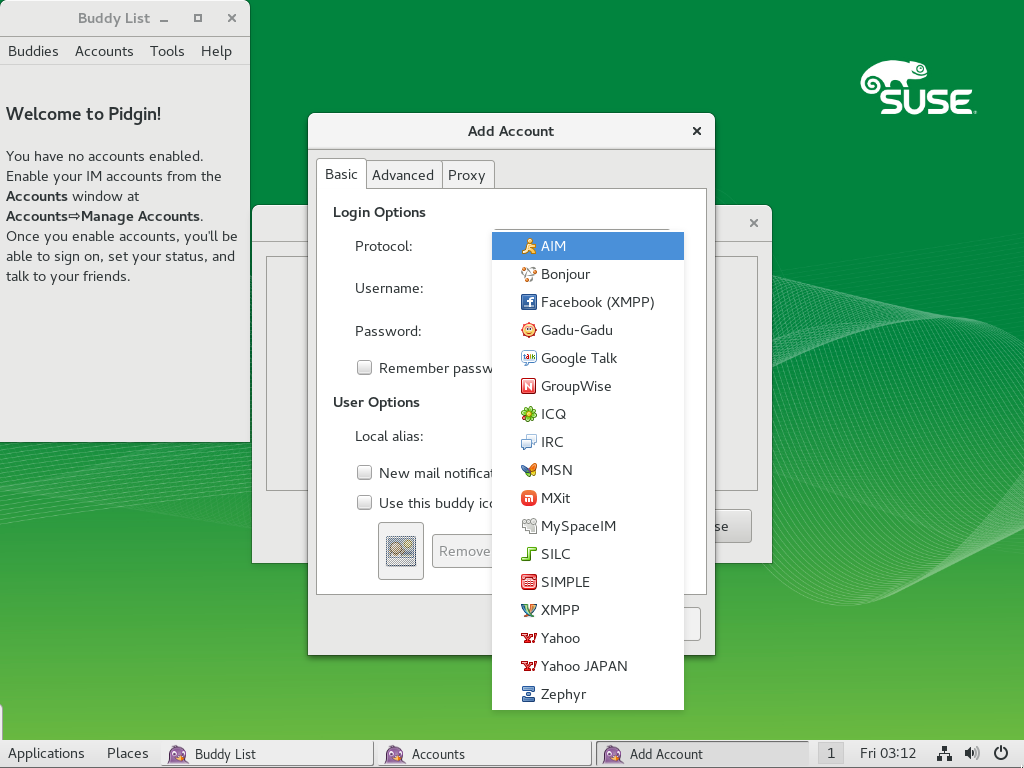 Buddy List
Buddies Accounts Tools Help
Welcome to Pidgin!
You have no accounts enabled.
Enable your IM accounts from the
Accounts window at
Accounts⇨Manage Accounts.
Once you enable accounts, you'll be
able to sign on, set your status, and
talk to your friends.
SUSE
Add Account
Basic Advanced Proxy
Login Options
Protocol:
Username:
Password:
Remember passw
User Options
Local alias:
New mail notificat
Use this buddy ico
Remove
AIM
Bonjour
Facebook (XMPP)
Gadu-Gadu
Google Talk
GroupWise
ICQ
IRC
MSN
MXit
MySpaceIM
SILC
SIMPLE
XMPP
Yahoo
Yahoo JAPAN
Zephyr
se
Applications Places Buddy List Accounts Add Account 1 Fri 03:12